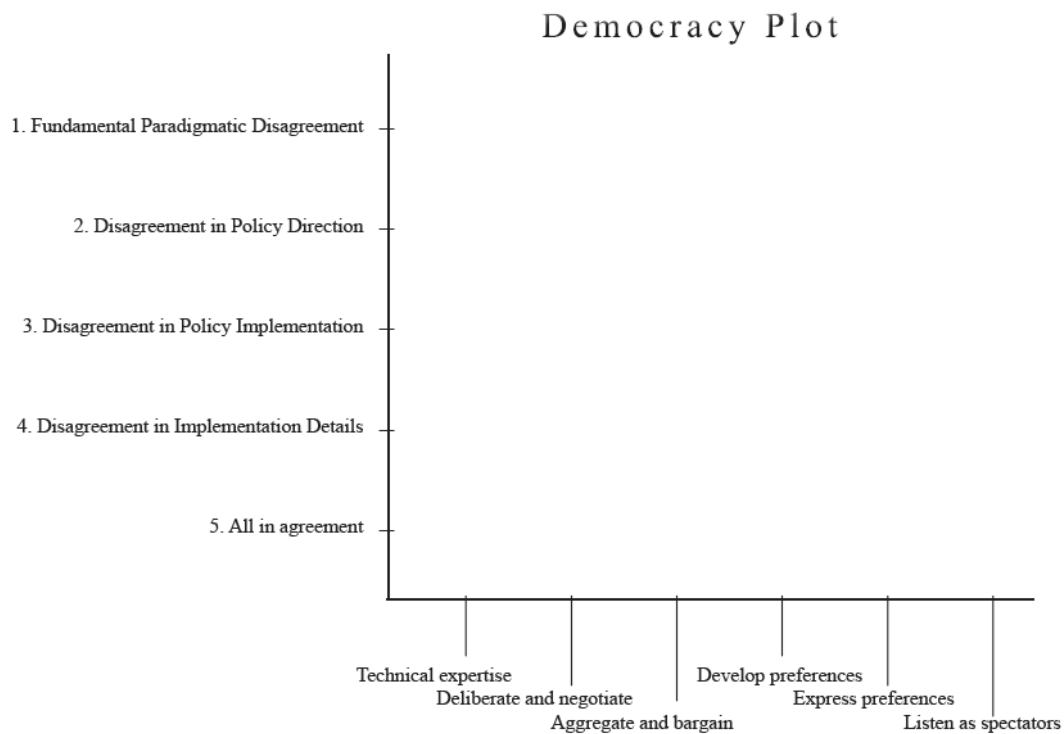 Democracy Plot
1. Fundamental Paradigmatic Disagreement
2. Disagreement in Policy Direction
3. Disagreement in Policy Implementation
4. Disagreement in Implementation Details
5. All in agreement
Technical expertise
Deliberate and negotiate
Aggregate and bargain
Develop preferences
Express preferences
Listen as spectators